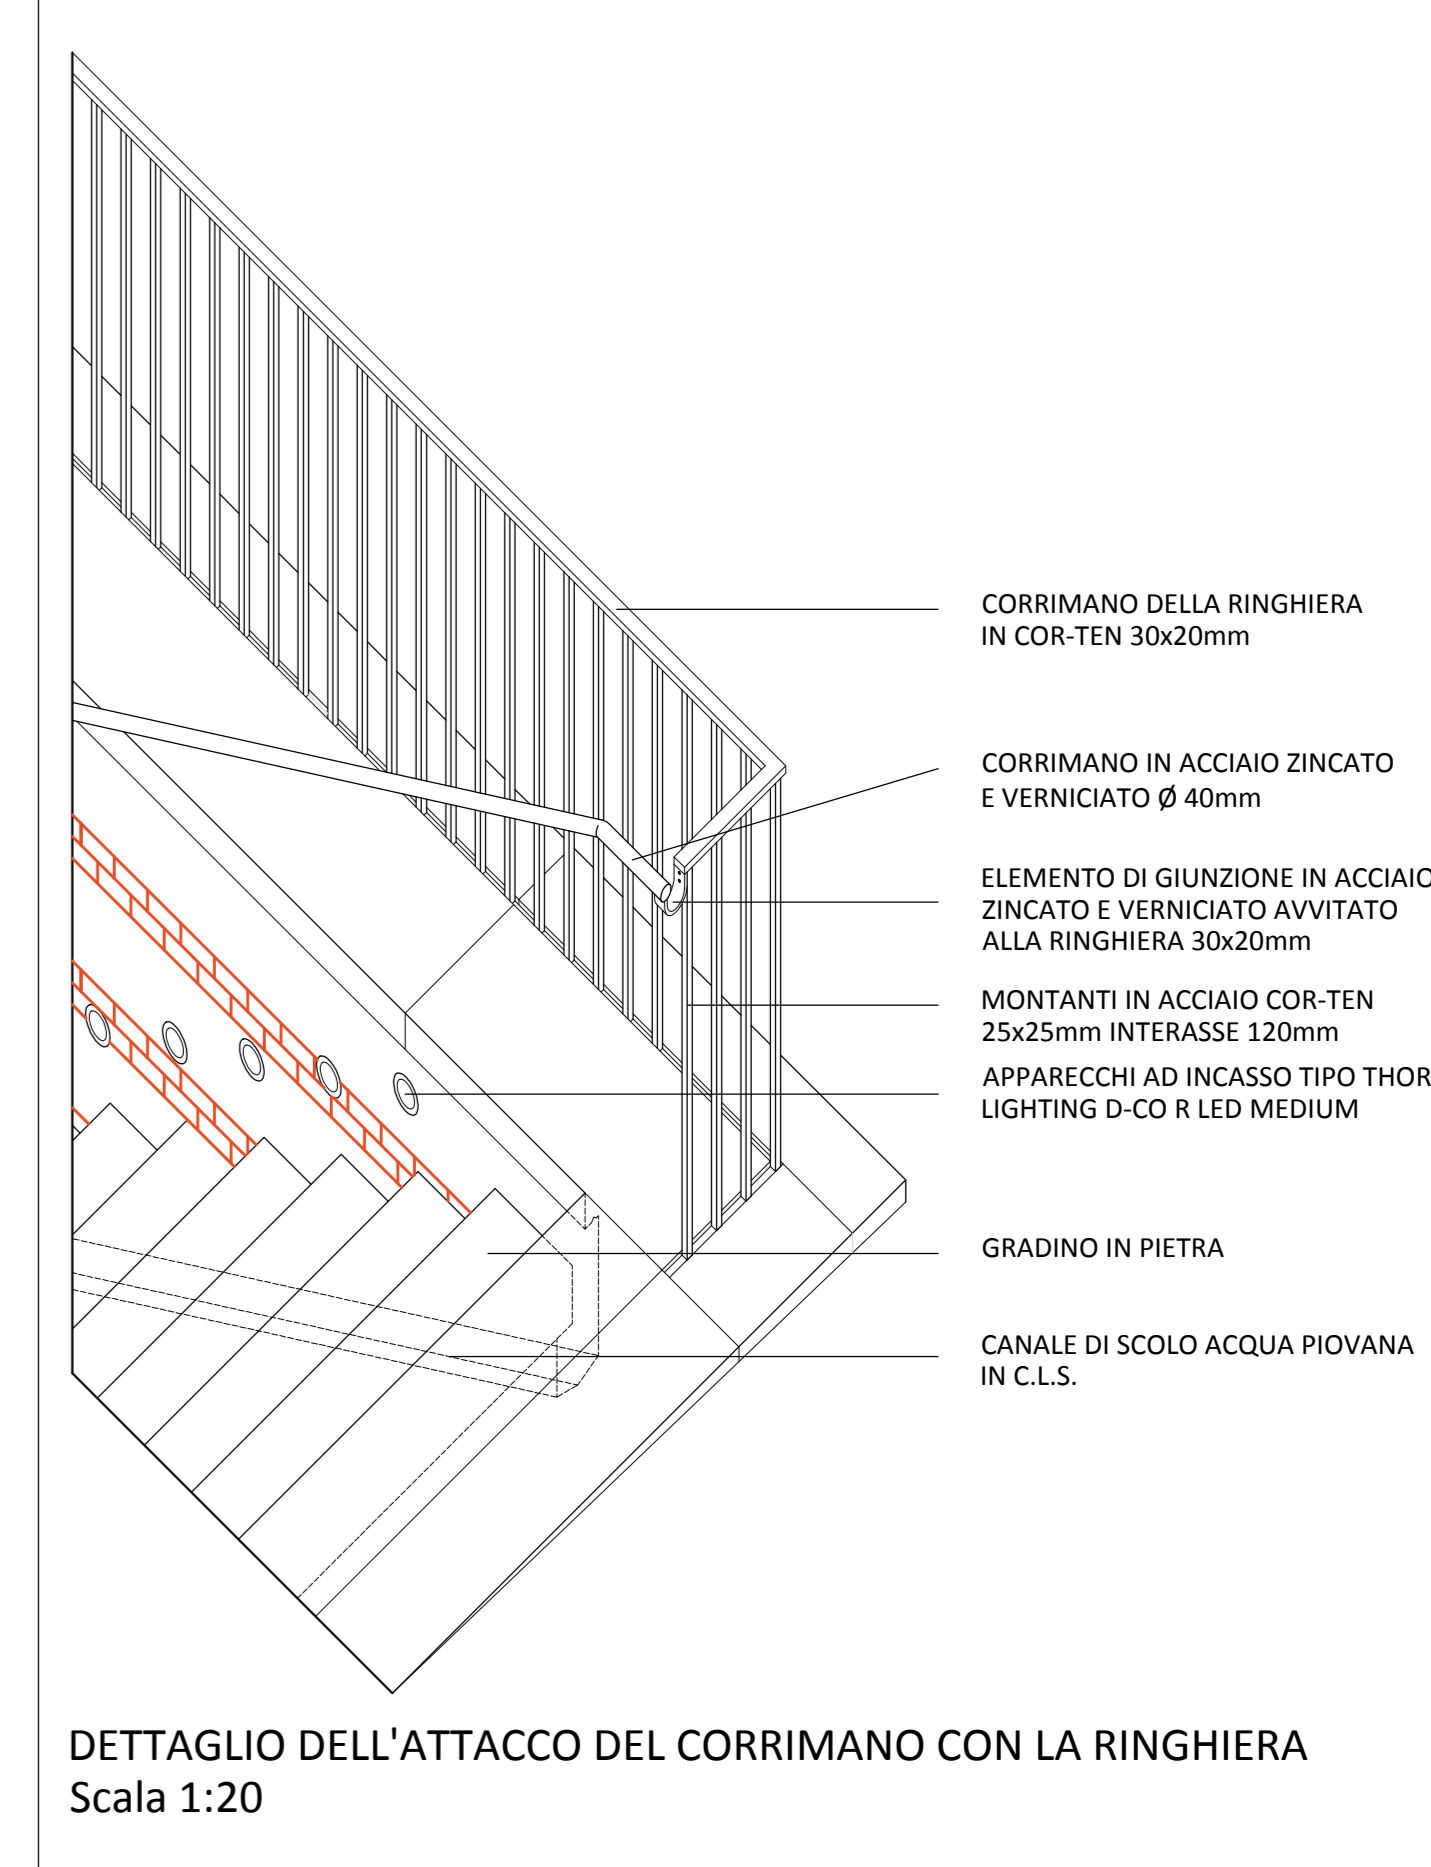 CORRIMANO DELLA RINGHIERA
IN COR-TEN 30x20mm
CORRIMANO IN ACCIAIO ZINCATO
E VERNICIATO Ø 40mm
ELEMENTO DI GIUNZIONE IN ACCIAIO
ZINCATO E VERNICIATO AVVITATO
ALLA RINGHIERA 30x20mm
MONTANTI IN ACCIAIO COR-TEN
25x25mm INTERASSE 120mm
APPARECCHI AD INCASSO TIPO THOR
LIGHTING D-CO R LED MEDIUM
GRADINO IN PIETRA
CANALE DI SCOLO ACQUA PIOVANA
IN C.L.S.
DETTAGLIO DELL'ATTACCO DEL CORRIMANO CON LA RINGHIERA
Scala 1:20